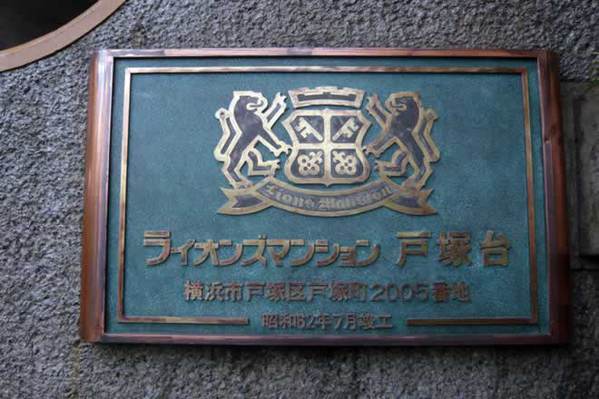 Lions Mansion
ライオンズマンション 戸塚台
横浜市戸塚区戸塚町2005番地
昭和62年7月竣工